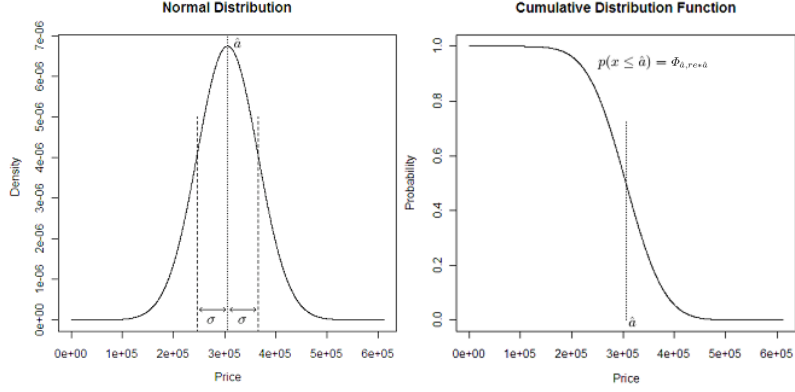 Normal Distribution
7e-06
6e-06
5e-06
4e-06
3e-06
2e-06
1e-06
0e+00
Density
â
σ σ
0e+00 1e+05 2e+05 3e+05 4e+05 5e+05 6e+05
Price
Cumulative Distribution Function
1.0
0.8
0.6
0.4
0.2
0.0
Probability
p(x ≤ â) = Φâ,re*â
â
0e+00 1e+05 2e+05 3e+05 4e+05 5e+05 6e+05
Price